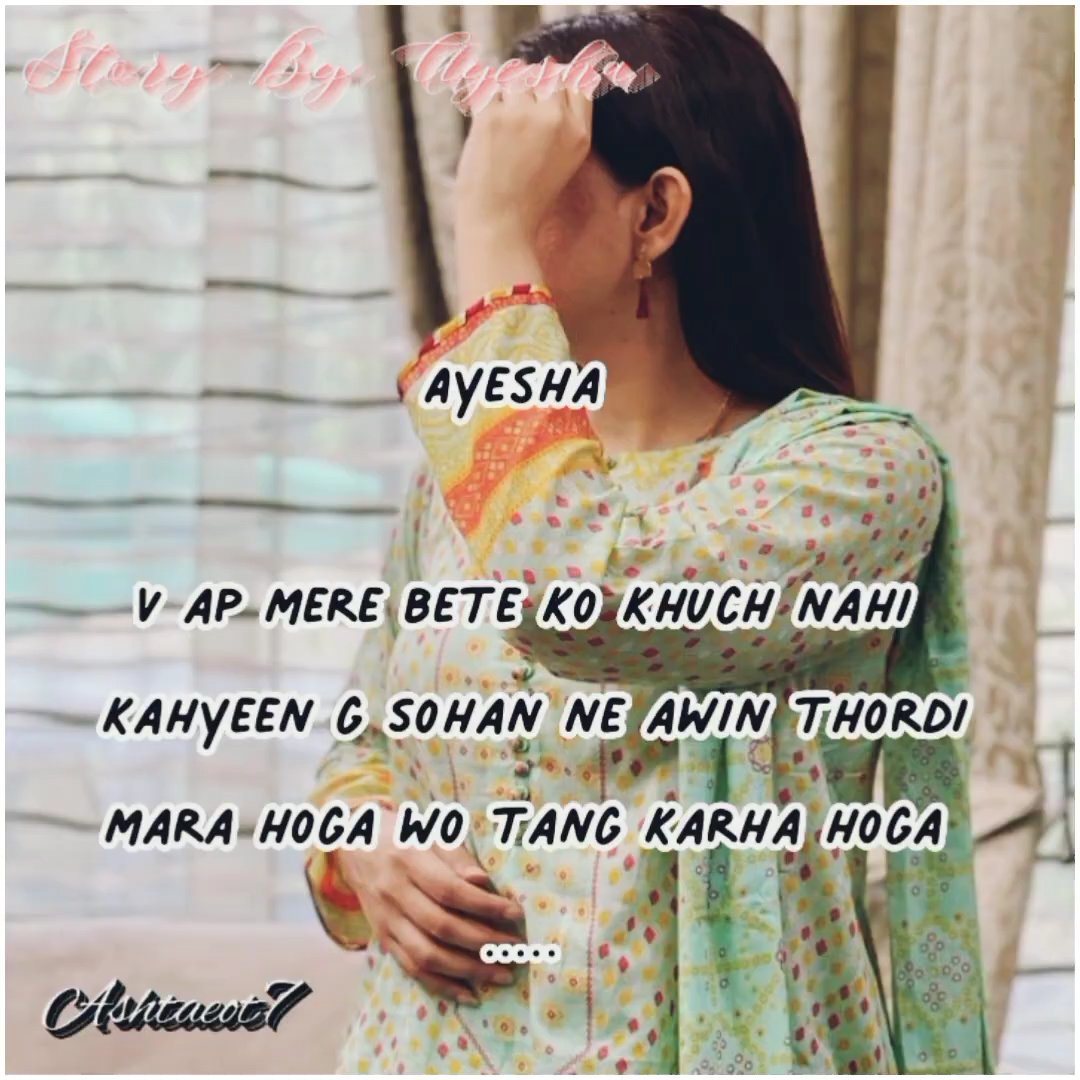 Story By Ayesha
AYESHA
V AP MERE BETE KO KHUCH NAHI
KAHYEEN G SOHAN NE AWIN THORDI
MARA HOGA WO TANG KARHA HOGA
.....
Ashtaeot7